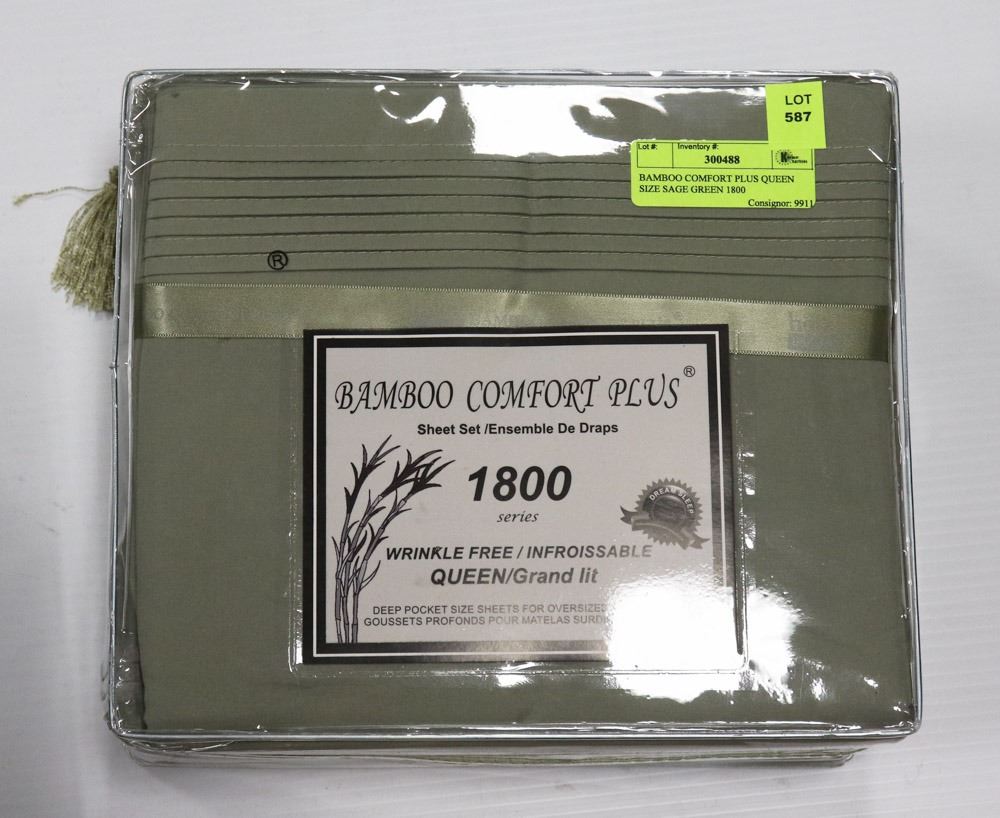 LOT
587
Lot #:
Inventory #:
300488
BAMBOO COMFORT PLUS QUEEN
SIZE SAGE GREEN 1800
Consignor: 9911
®
BAMBOO COMFORT PLUS®
Sheet Set /Ensemble De Draps
1800
series
DREAM SLEEP
WRINKLE FREE / INFROISSABLE
QUEEN/Grand lit
DEEP POCKET SIZE SHEETS FOR OVERSIZED
GOUSSETS PROFONDS POUR MATELAS